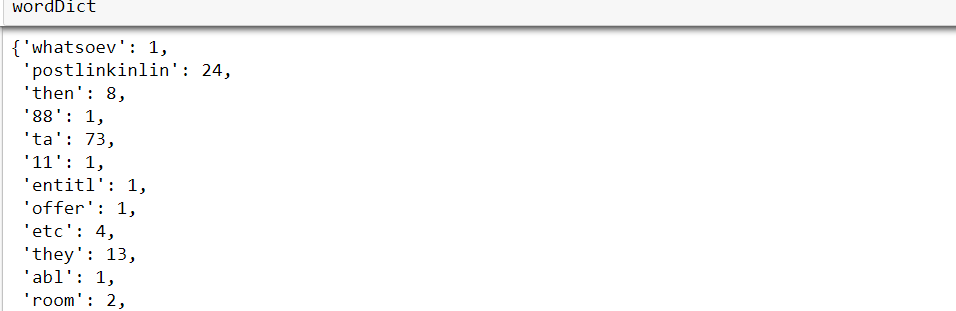 wordDict
{'whatsoev': 1,
'postlinkinlin': 24,
'then': 8,
'88': 1,
'ta': 73,
'11': 1,
'entitl': 1,
'offer': 1,
'etc': 4,
'they': 13,
'abl': 1,
'room': 2,